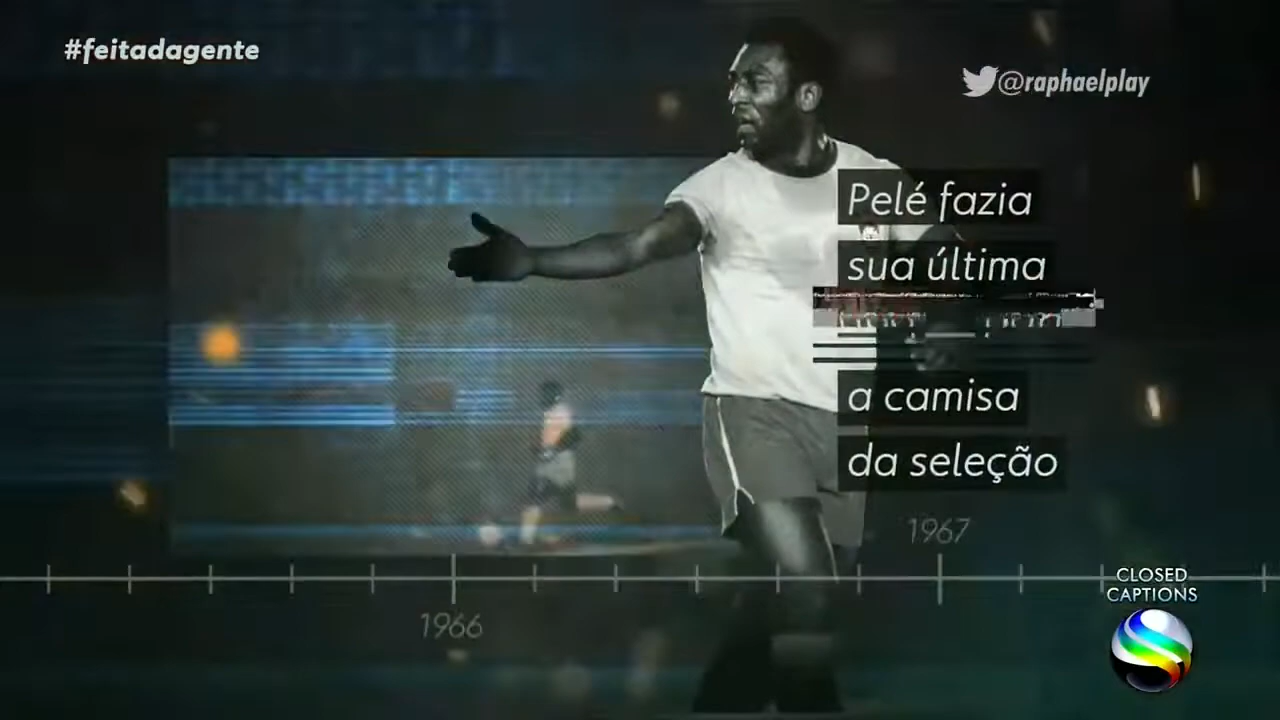 #feitadagente
@raphaelplay
Pelé fazia
sua última
a camisa
da seleção
1967
1966
CLOSED
CAPTIONS